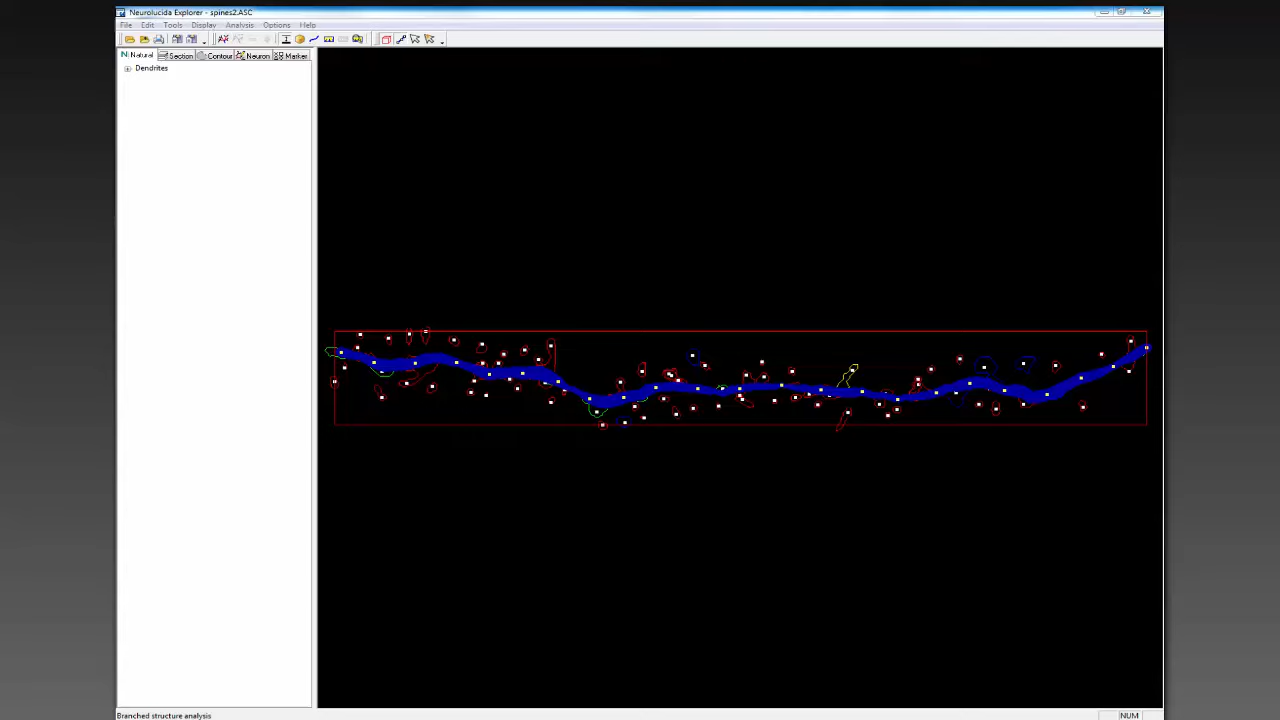 Neurolucida Explorer - spines2.ASC
File Edit Tools Display Analysis Options Help
Natural Section Contour Neuron Marker
Dendrites
Branched structure analysis
NUM